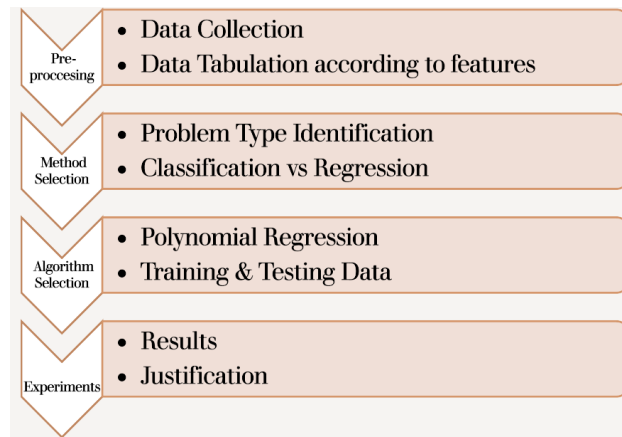 Pre-
proccesing
• Data Collection
• Data Tabulation according to features
Method
Selection
• Problem Type Identification
• Classification vs Regression
Algorithm
Selection
• Polynomial Regression
• Training & Testing Data
Experiments
• Results
• Justification